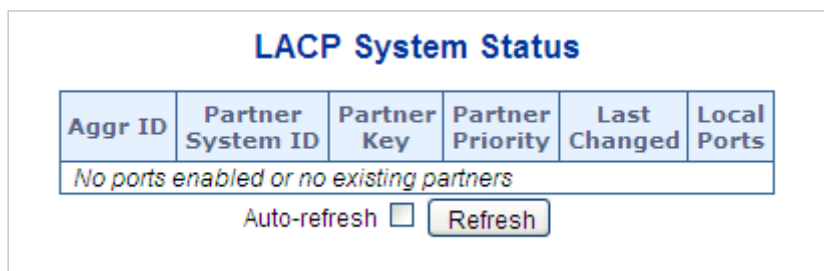 LACP System Status
Aggr ID Partner System ID Partner Key Partner Priority Last Changed Local Ports
No ports enabled or no existing partners
Auto-refresh Refresh